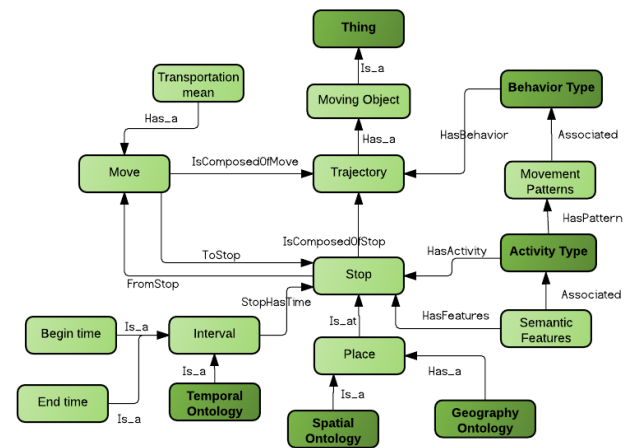 Thing
Is_a
Transportation
mean
Moving Object
Behavior Type
Has_a
Has_a
HasBehavior
Associated
IsComposedOfMove
Move
Trajectory
Movement
Patterns
HasPattern
IsComposedOfStop
ToStop
HasActivity
Activity Type
FromStop
Stop
Associated
StopHasTime
HasFeatures
Semantic
Features
Begin time
Is_a
Interval
Is_at
Place
Is_a
Has_a
End time
Is_a
Temporal
Ontology
Is_a
Spatial
Ontology
Geography
Ontology